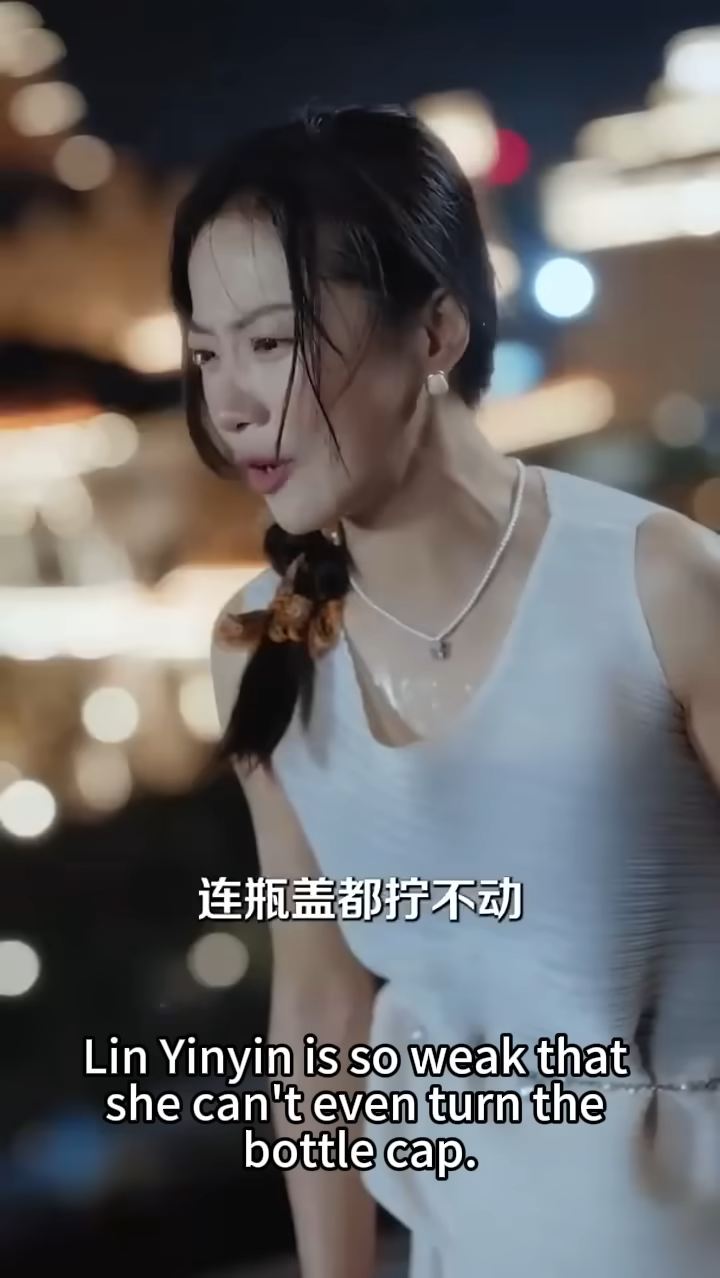 连瓶盖都拧不动
Lin Yinyin is so weak that
she can't even turn the
bottle cap.